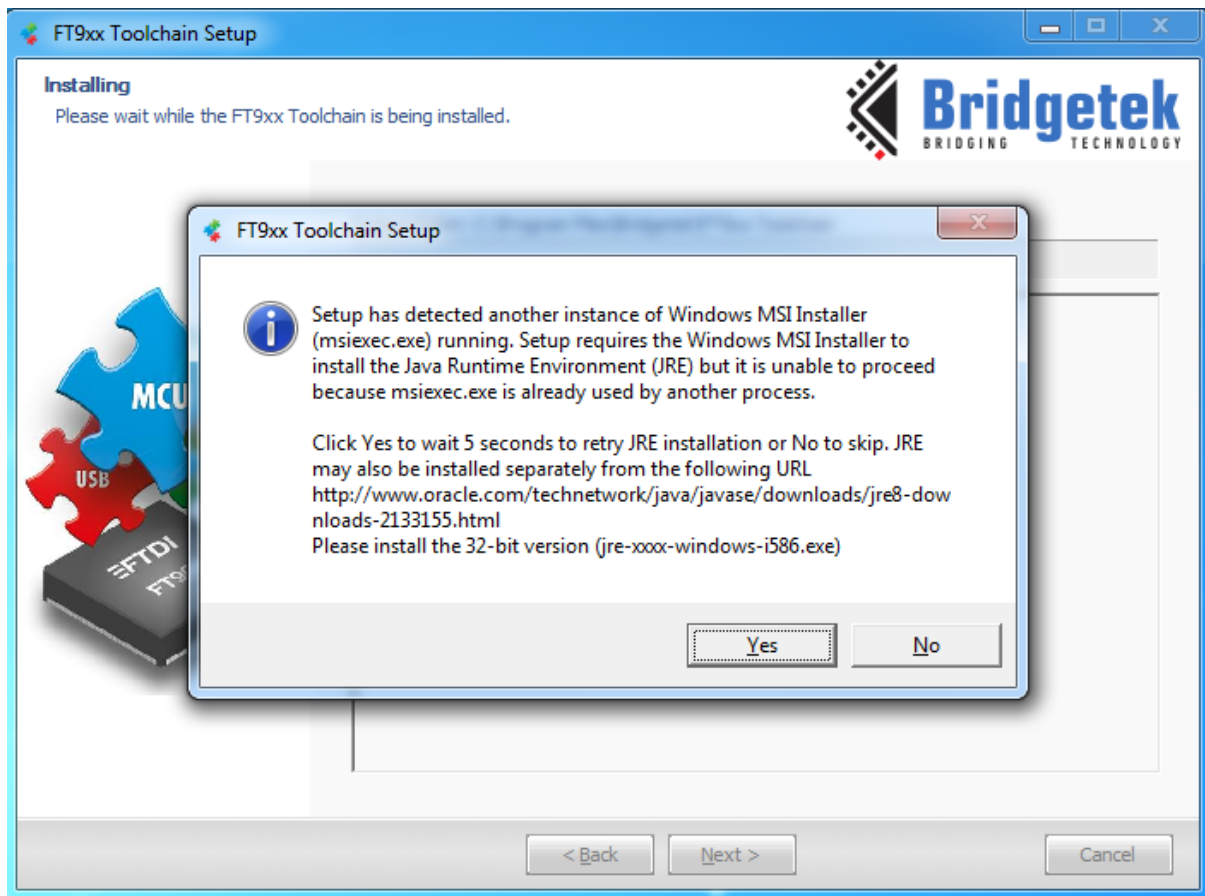 FT9xx Toolchain Setup
Installing
Please wait while the FT9xx Toolchain is being installed.
Bridgetek
BRIDGING TECHNOLOGY
FT9xx Toolchain Setup
Setup has detected another instance of Windows MSI Installer
(msiexec.exe) running. Setup requires the Windows MSI Installer to
install the Java Runtime Environment (JRE) but it is unable to proceed
because msiexec.exe is already used by another process.
Click Yes to wait 5 seconds to retry JRE installation or No to skip. JRE
may also be installed separately from the following URL
http://www.oracle.com/technetwork/java/javase/downloads/jre8-dow
nloads-2133155.html
Please install the 32-bit version (jre-xxxx-windows-i586.exe)
Yes
No
MCU
USB
FTDI
< Back
Next >
Cancel